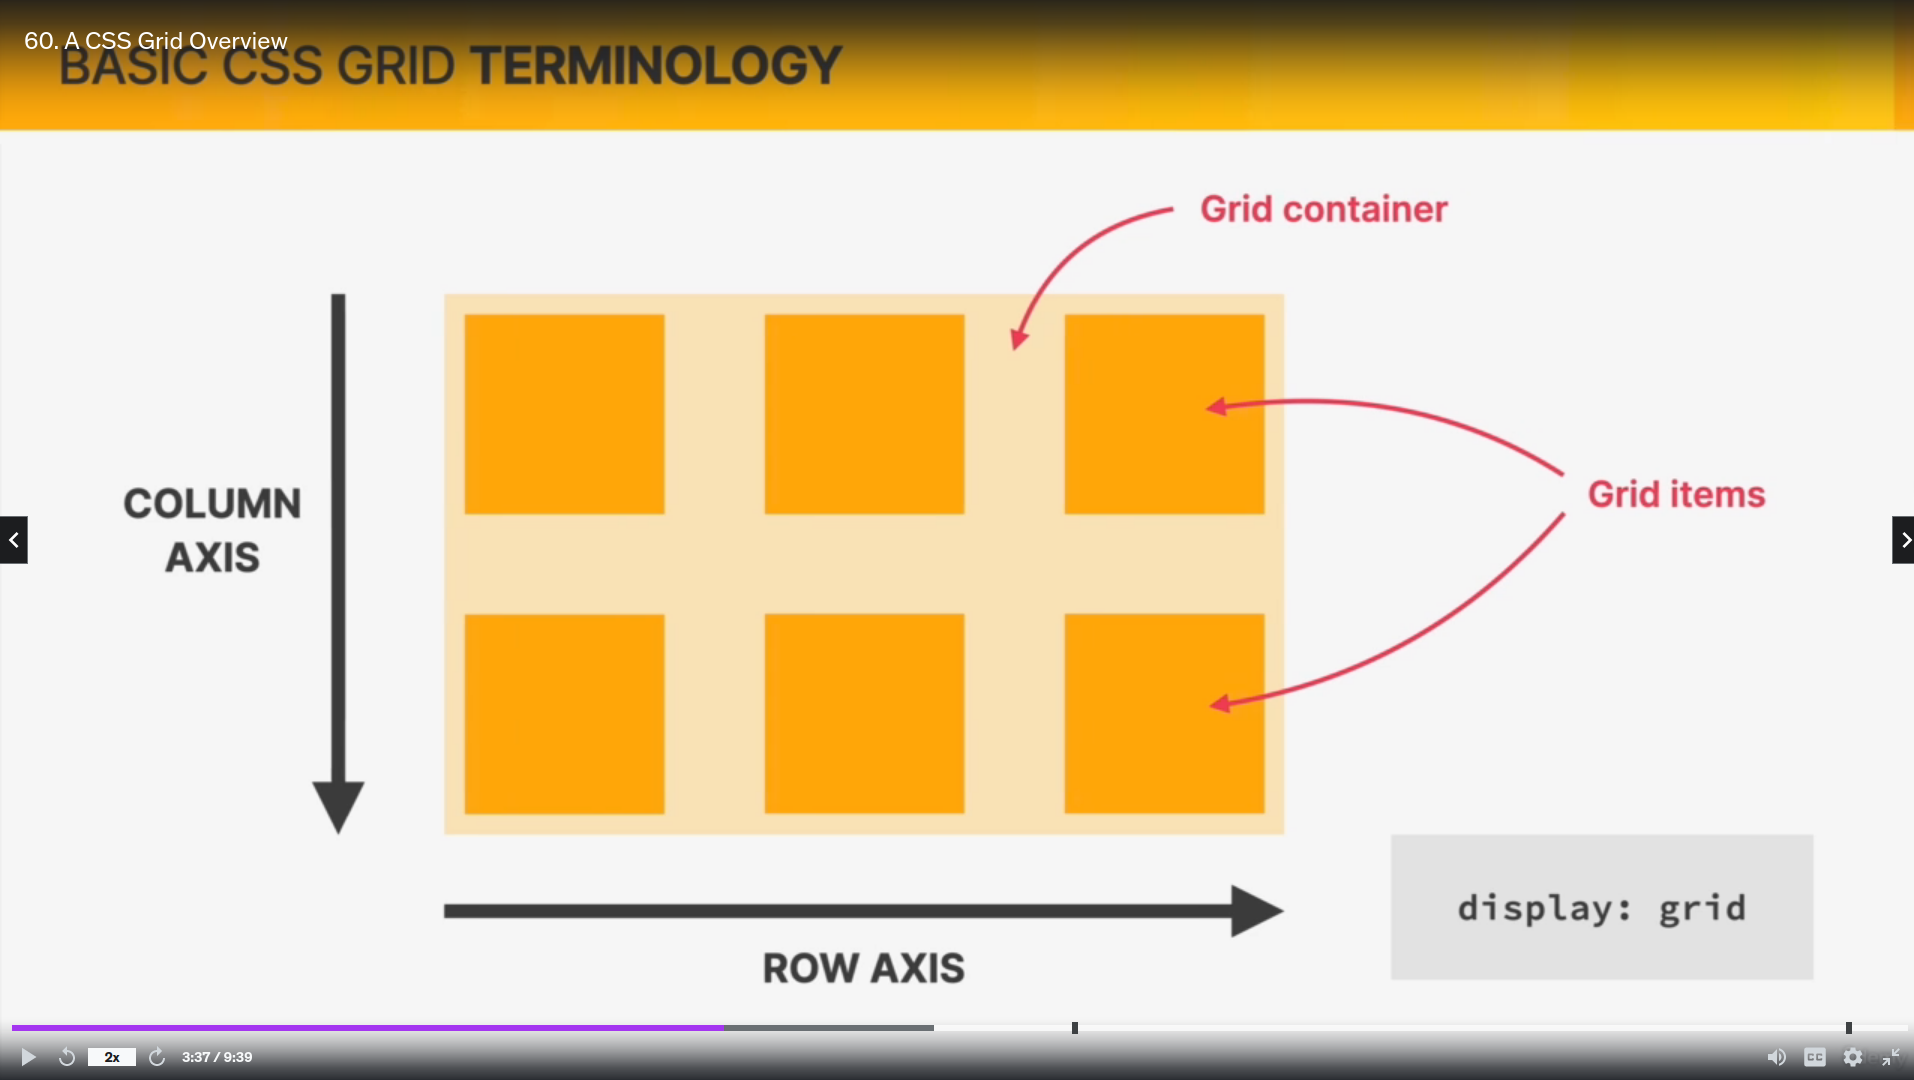 60. A CSS Grid Overview
BASIC CSS GRID TERMINOLOGY
Grid container
COLUMN
AXIS
Grid items
display: grid
ROW AXIS
2x
3:37 / 9:39
CC